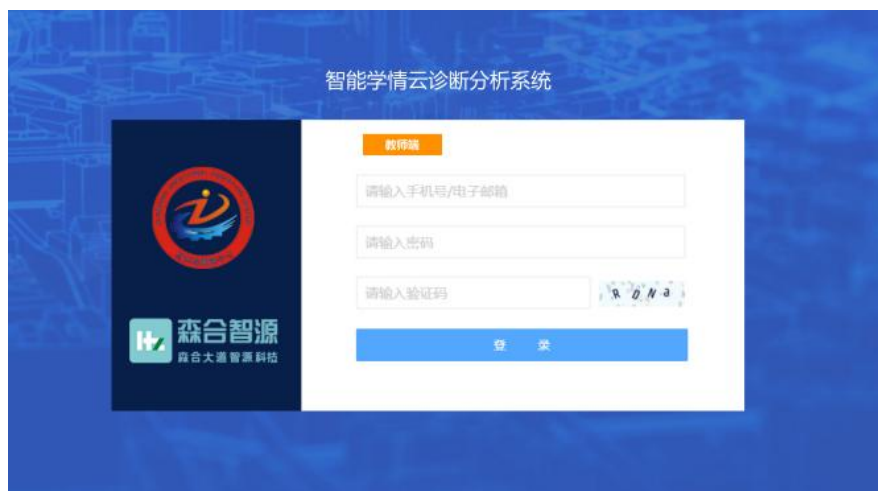 智能学情云诊断分析系统
教师端
请输入手机号/电子邮箱
请输入密码
请输入验证码
R D N a
登 录
森合智源
森合大道智源科技